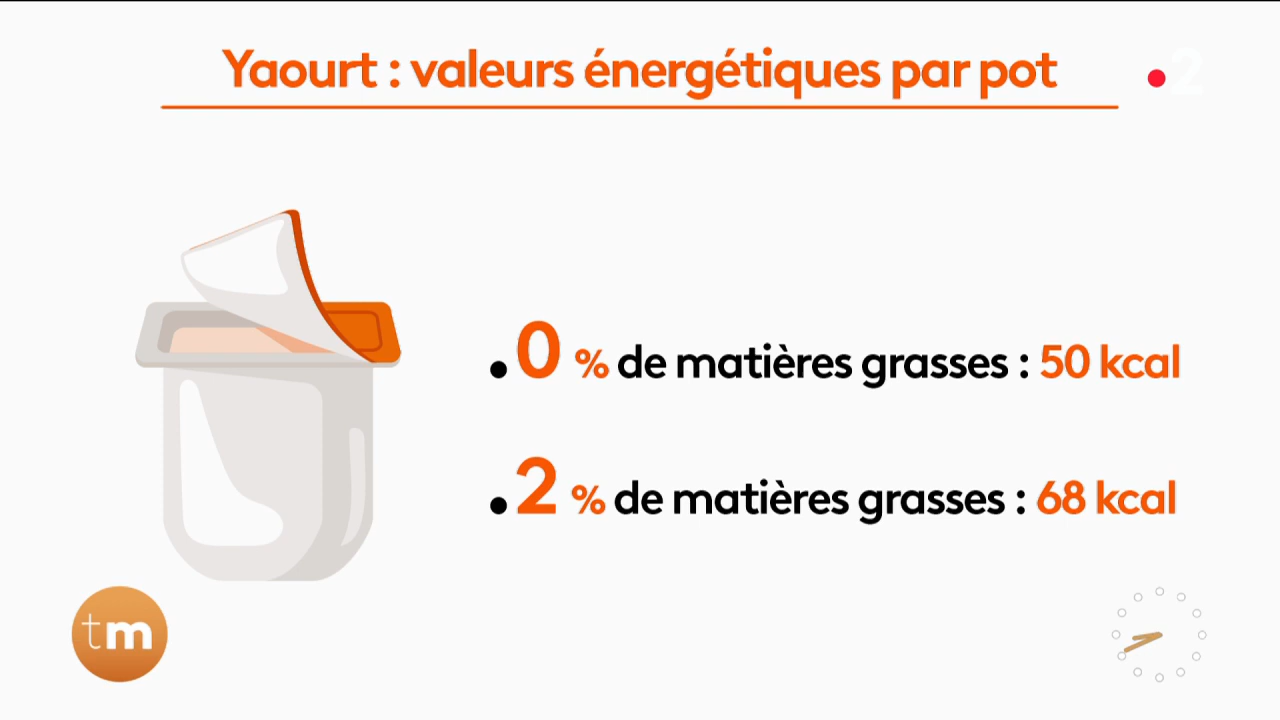 Yaourt : valeurs énergétiques par pot
2
.0 % de matières grasses : 50 kcal
.2 % de matières grasses : 68 kcal
tm